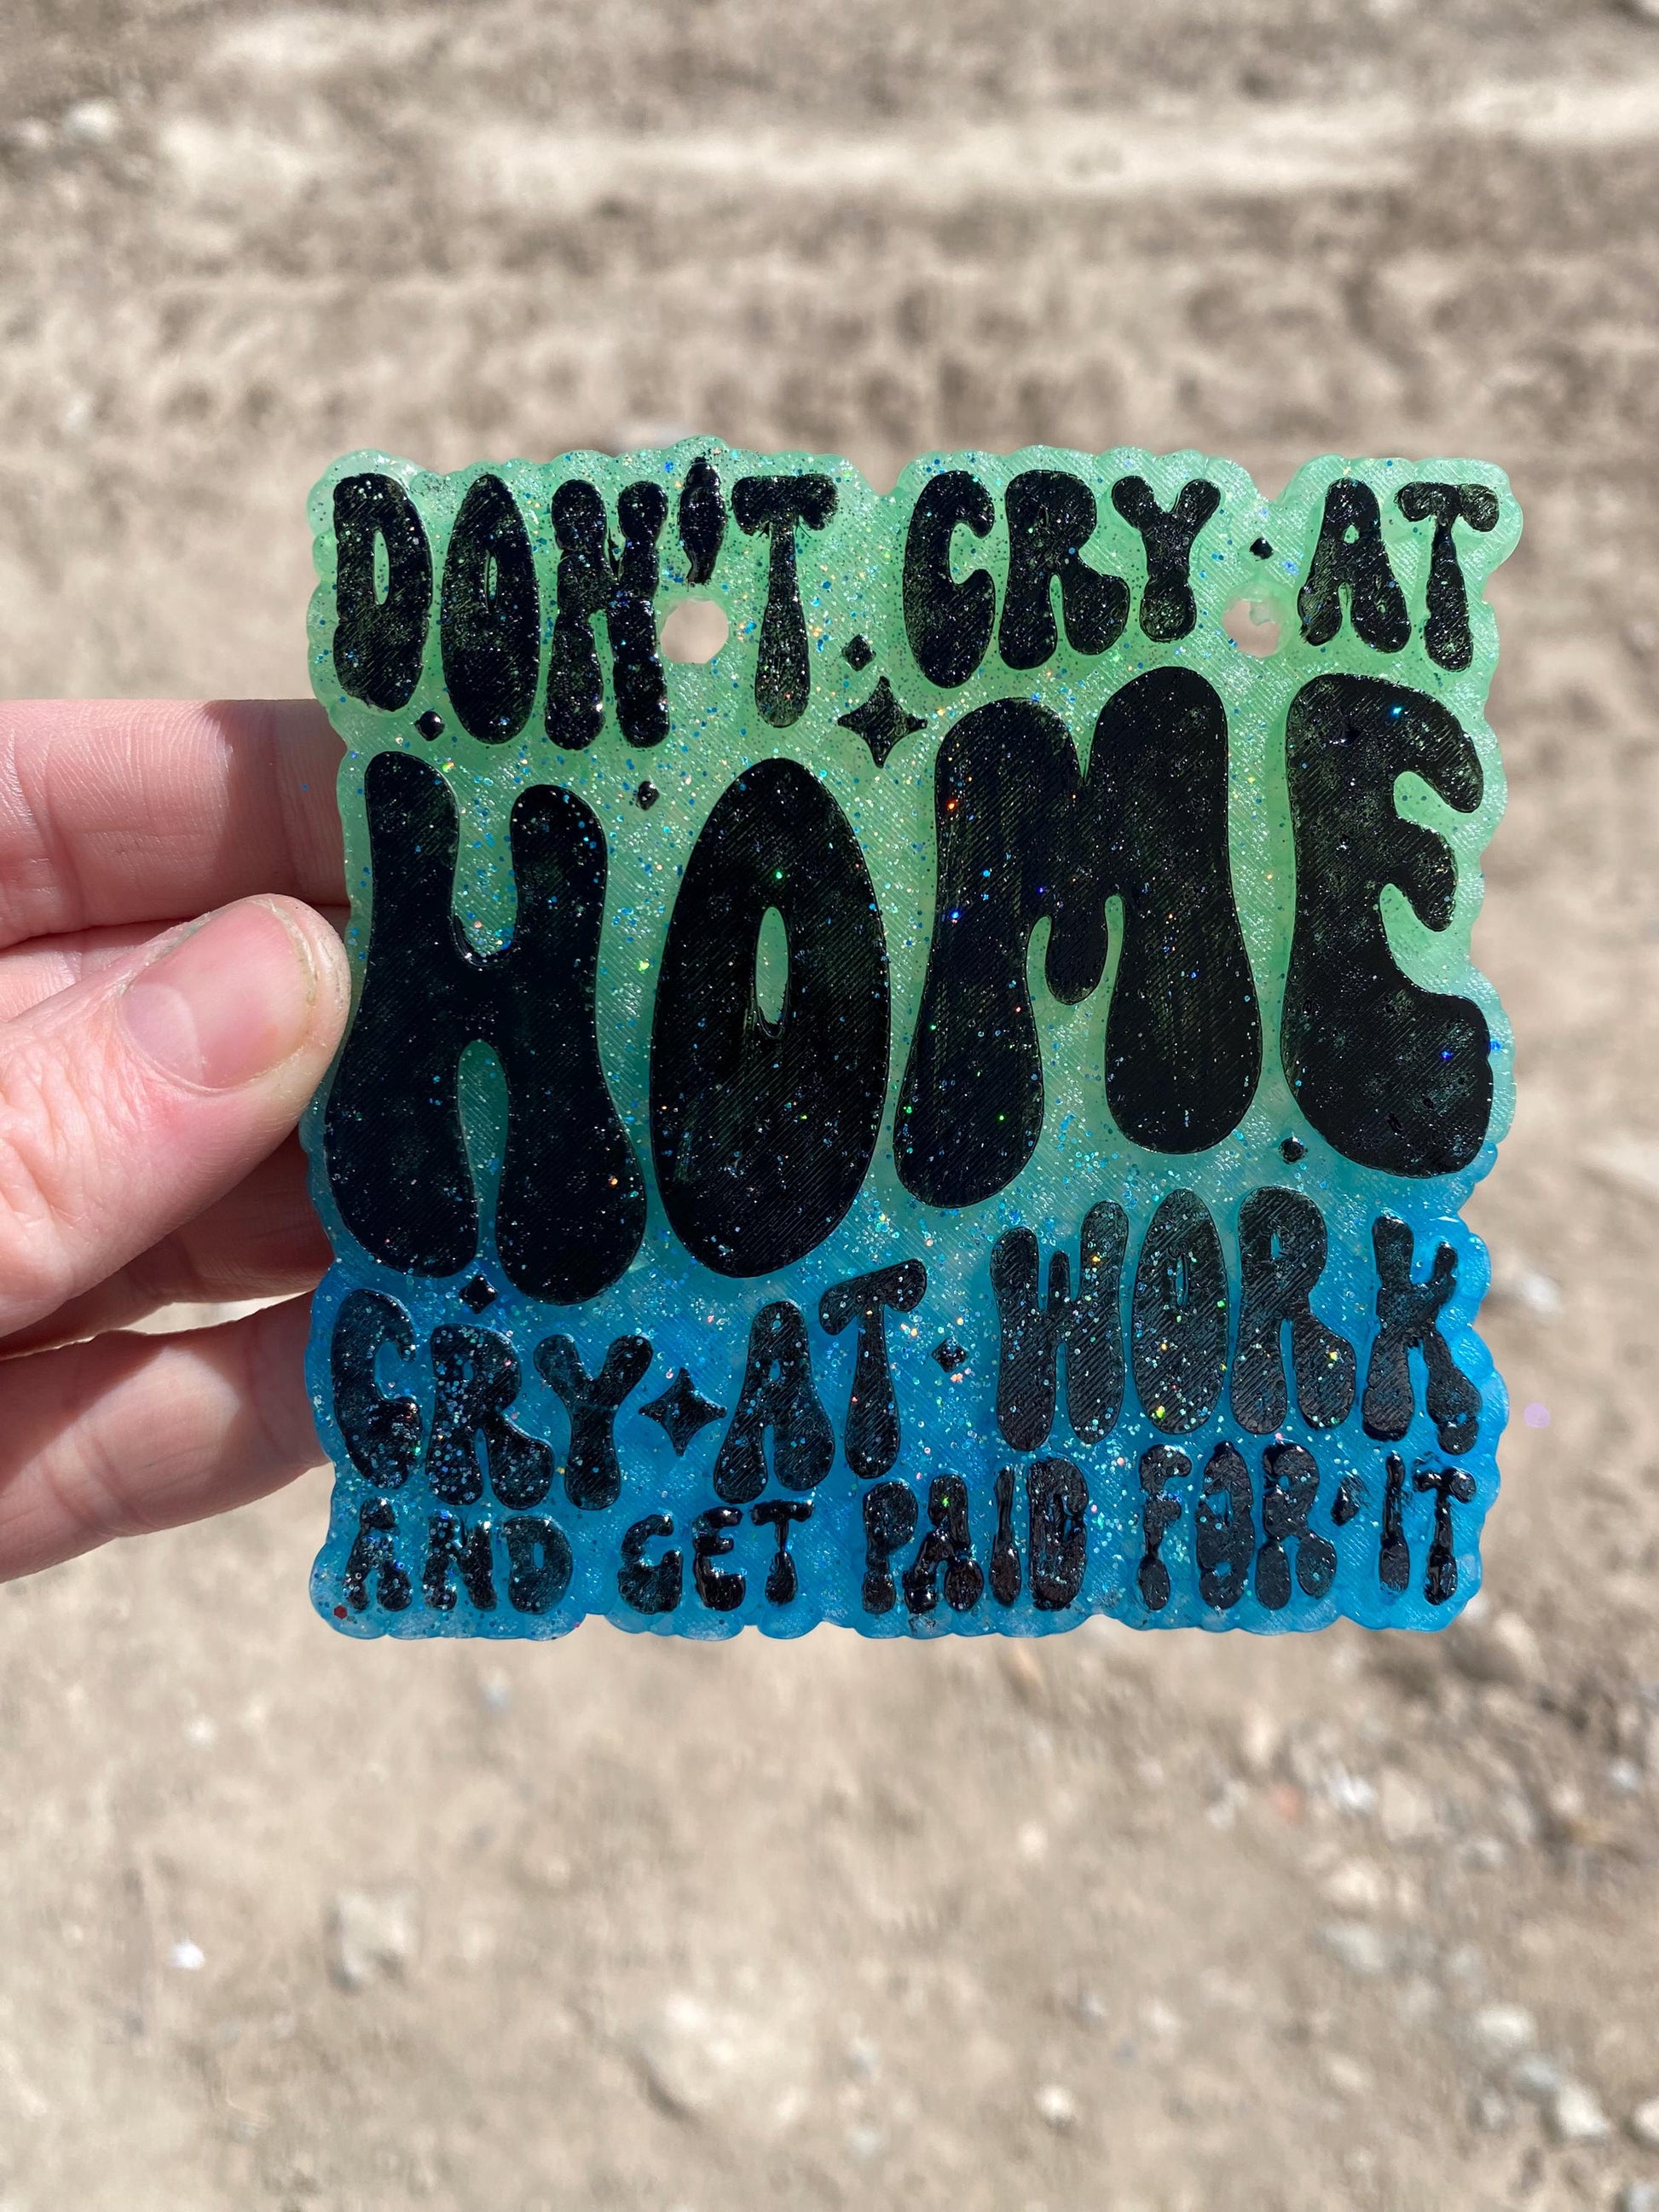 DON'T CRY AT
HOME
CRY AT WORK
AND GET PAID FOR IT